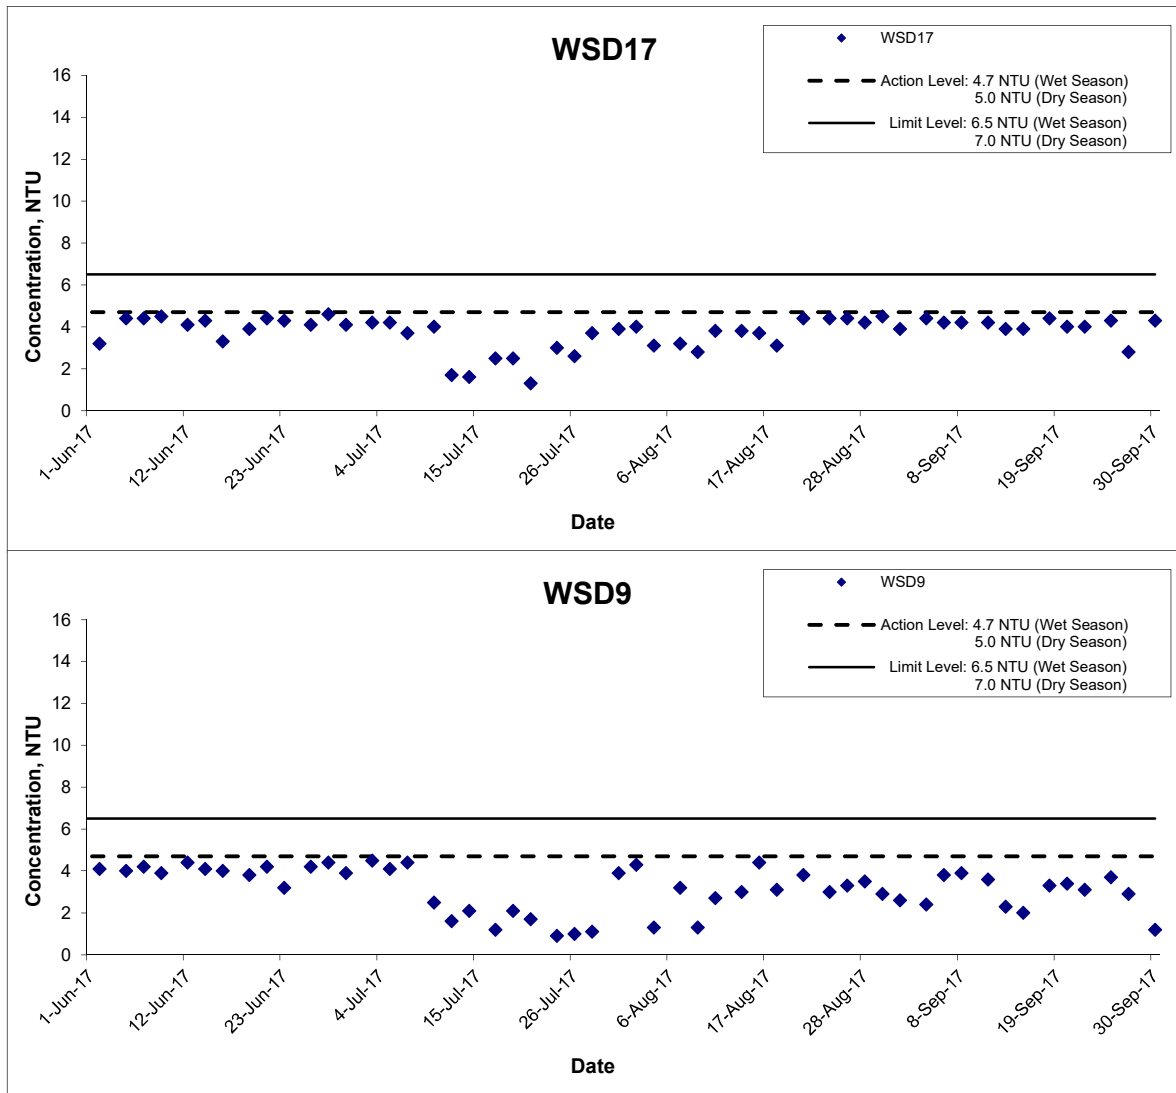 WSD17
WSD17
Action Level: 4.7 NTU (Wet Season)
5.0 NTU (Dry Season)
Limit Level: 6.5 NTU (Wet Season)
7.0 NTU (Dry Season)
Concentration, NTU
16
14
12
10
8
6
4
2
0
1-Jun-17
12-Jun-17
23-Jun-17
4-Jul-17
15-Jul-17
26-Jul-17
6-Aug-17
17-Aug-17
28-Aug-17
8-Sep-17
19-Sep-17
30-Sep-17
Date
WSD9
WSD9
Action Level: 4.7 NTU (Wet Season)
5.0 NTU (Dry Season)
Limit Level: 6.5 NTU (Wet Season)
7.0 NTU (Dry Season)
Concentration, NTU
16
14
12
10
8
6
4
2
0
1-Jun-17
12-Jun-17
23-Jun-17
4-Jul-17
15-Jul-17
26-Jul-17
6-Aug-17
17-Aug-17
28-Aug-17
8-Sep-17
19-Sep-17
30-Sep-17
Date